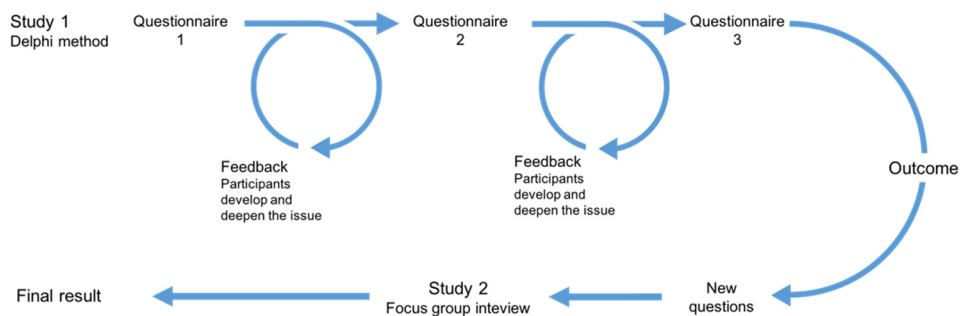 Study 1
Delphi method
Questionnaire
1
Questionnaire
2
Questionnaire
3
Feedback
Participants
develop and
deepen the issue
Feedback
Participants
develop and
deepen the issue
Outcome
New
questions
Study 2
Focus group inteview
Final result